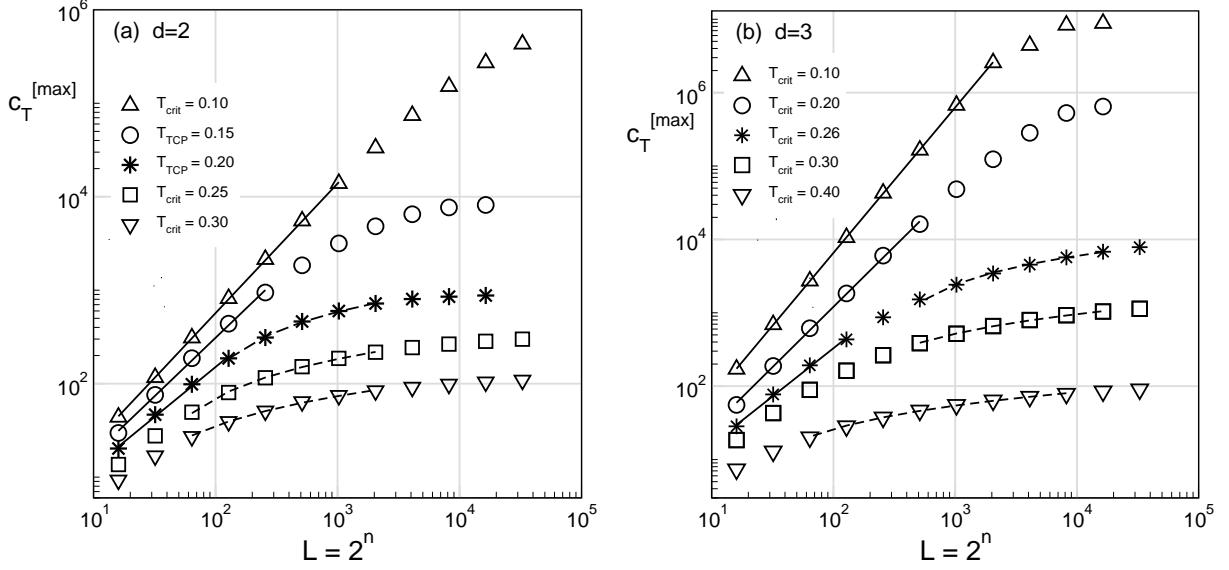 (a) d=2
10^6
10^4
10^2
c_T^[max]
T_crit = 0.10
T_TCP = 0.15
T_TCP = 0.20
T_crit = 0.25
T_crit = 0.30
10^1
10^2
10^3
10^4
10^5
L = 2^n
(b) d=3
10^6
10^4
10^2
c_T^[max]
T_crit = 0.10
T_crit = 0.20
T_crit = 0.26
T_crit = 0.30
T_crit = 0.40
10^1
10^2
10^3
10^4
10^5
L = 2^n